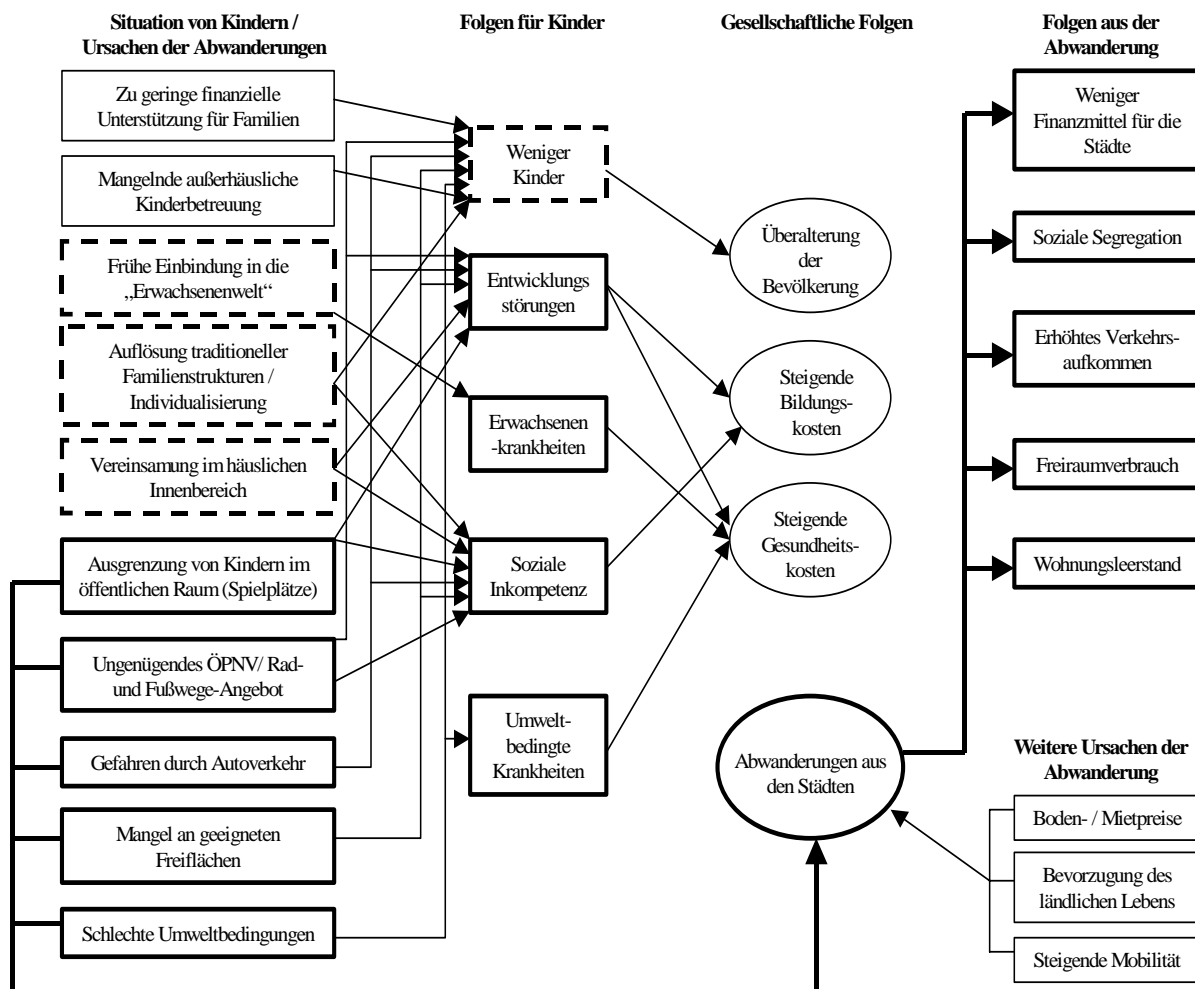 Situation von Kindern /
Ursachen der Abwanderungen
Zu geringe finanzielle
Unterstützung für Familien
Mangelnde außerhäusliche
Kinderbetreuung
Frühe Einbindung in die
„Erwachsenenwelt“
Auflösung traditioneller
Familienstrukturen /
Individualisierung
Vereinsamung im häuslichen
Innenbereich
Ausgrenzung von Kindern im
öffentlichen Raum (Spielplätze)
Ungenügendes ÖPNV/ Rad-
und Fußwege-Angebot
Gefahren durch Autoverkehr
Mangel an geeigneten
Freiflächen
Schlechte Umweltbedingungen
Folgen für Kinder
Weniger
Kinder
Entwicklungs
störungen
Erwachsenen
-krankheiten
Soziale
Inkompetenz
Umwelt-
bedingte
Krankheiten
Gesellschaftliche Folgen
Überalterung
der
Bevölkerung
Steigende
Bildungs-
kosten
Steigende
Gesundheits-
kosten
Abwanderungen aus
den Städten
Folgen aus der
Abwanderung
Weniger
Finanzmittel für die
Städte
Soziale Segregation
Erhöhtes Verkehrs-
aufkommen
Freiraumverbrauch
Wohnungsleerstand
Weitere Ursachen der
Abwanderung
Boden- / Mietpreise
Bevorzugung des
ländlichen Lebens
Steigende Mobilität